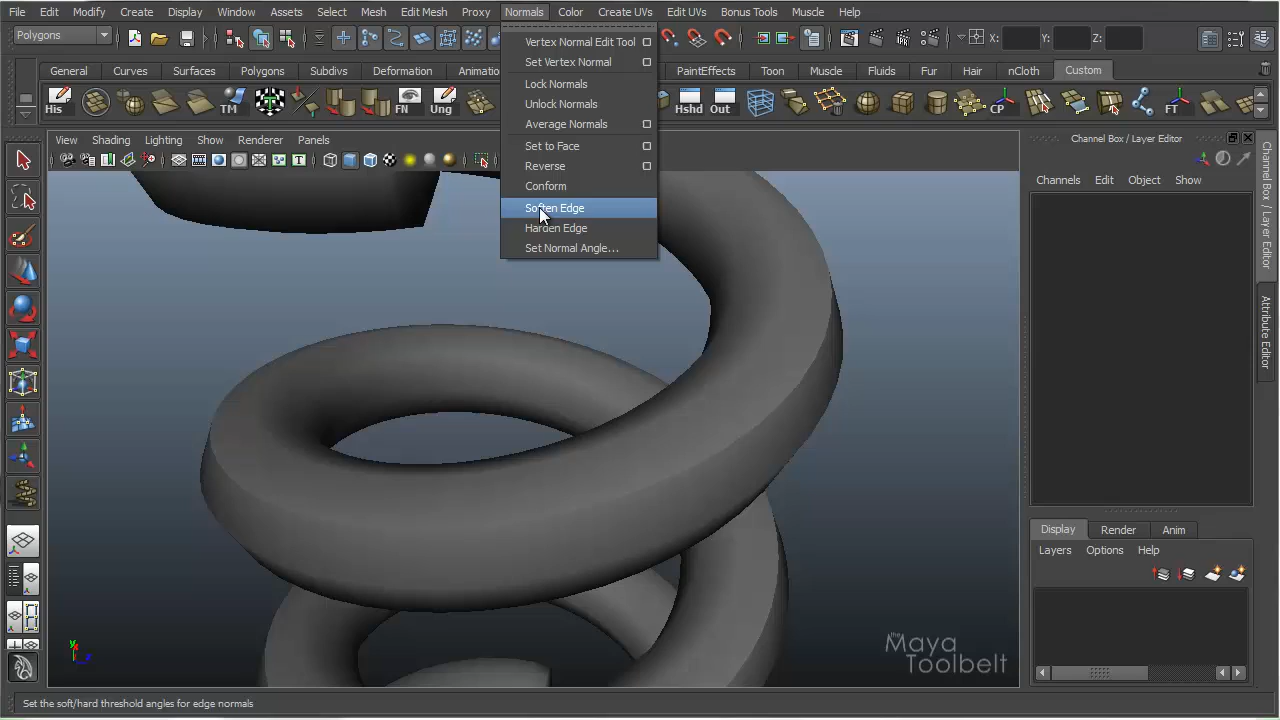 File Edit Modify Create Display Window Assets Select Mesh Edit Mesh Proxy Normals Color Create UVs Edit UVs Bonus Tools Muscle Help
Polygons X: Y: Z:
General Curves Surfaces Polygons Subdivs Deformation Animation PaintEffects Toon Muscle Fluids Fur Hair nCloth Custom
His TM FN Ung Hshd Out CP FT
View Shading Lighting Show Renderer Panels
Vertex Normal Edit Tool
Set Vertex Normal
Lock Normals
Unlock Normals
Average Normals
Set to Face
Reverse
Conform
Soften Edge
Harden Edge
Set Normal Angle...
Channel Box / Layer Editor
Channels Edit Object Show
Channel Box / Layer Editor
Attribute Editor
Display Render Anim
Layers Options Help
y
z
the
Maya
Toolbelt
Set the soft/hard threshold angles for edge normals